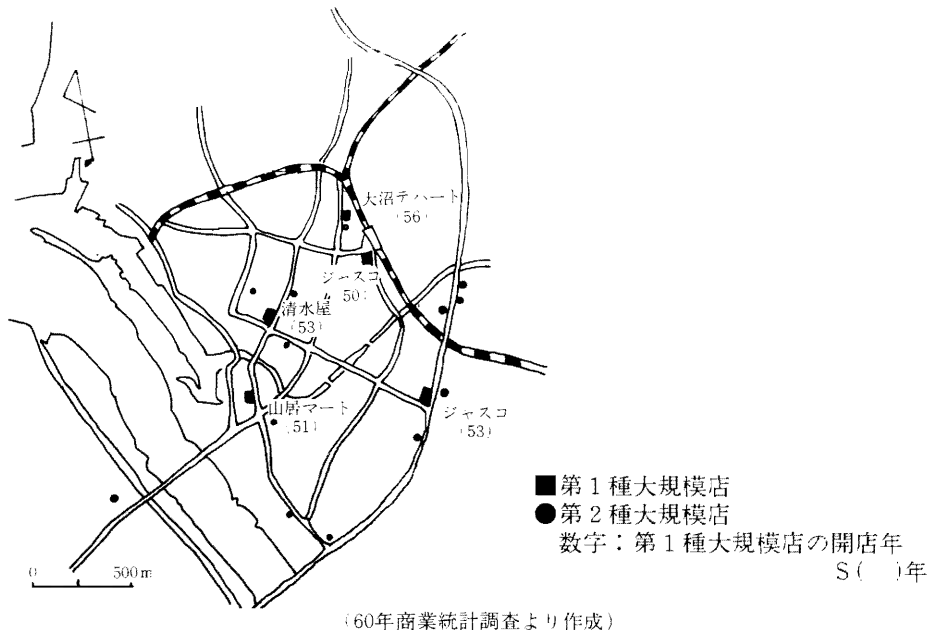 大沼デパート
(56)
ジャスコ
(50)
清水屋
(53)
山居マート
(51)
ジャスコ
(53)
■第1種大規模店
●第2種大規模店
数字：第1種大規模店の開店年
S(　)年
0 500m
(60年商業統計調査より作成)